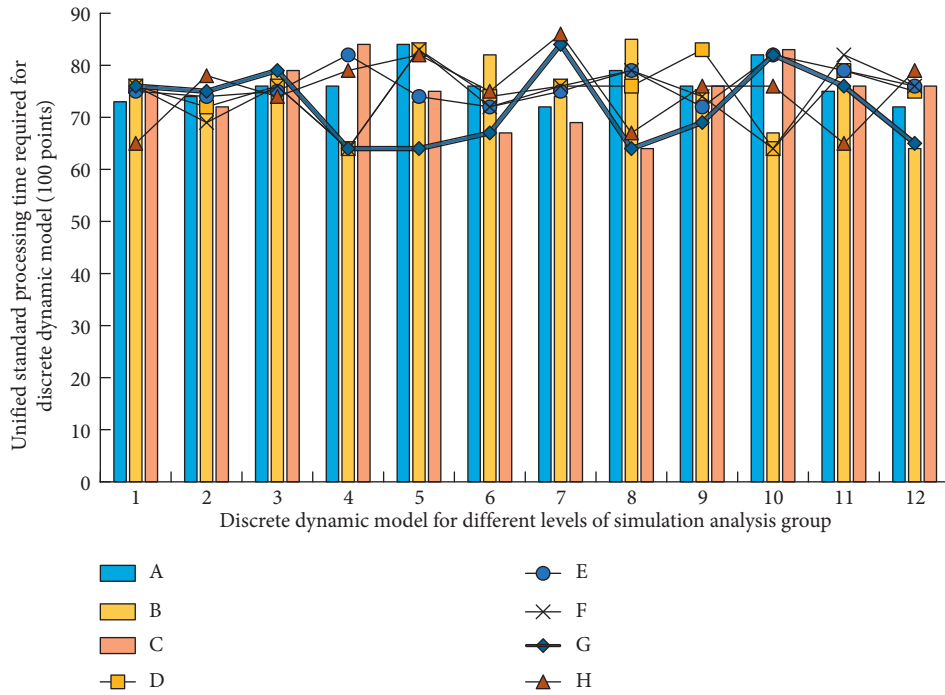 Unified standard processing time required for
discrete dynamic model (100 points)
90
80
70
60
50
40
30
20
10
0
1 2 3 4 5 6 7 8 9 10 11 12
Discrete dynamic model for different levels of simulation analysis group
A
B
C
D
E
F
G
H